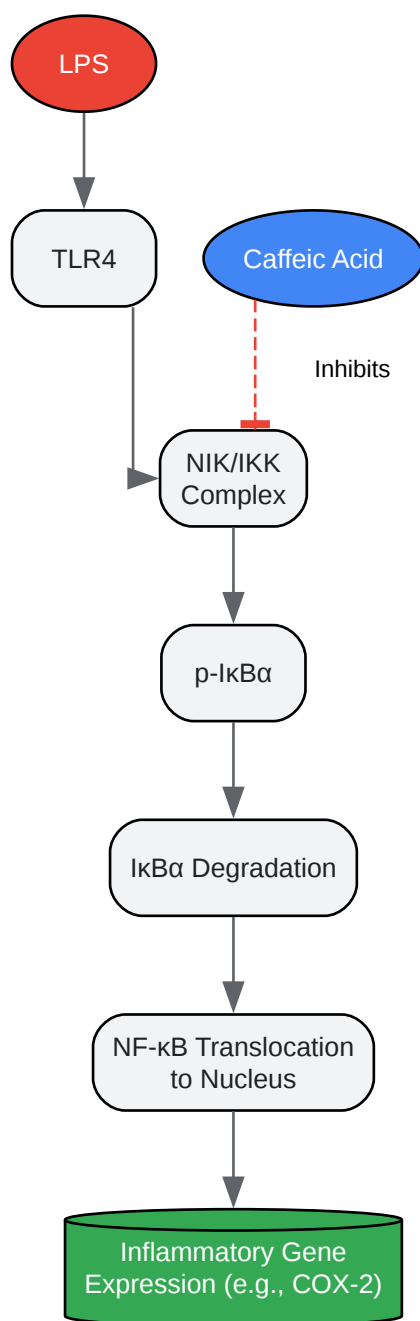 LPS
TLR4
Caffeic Acid
Inhibits
NIK/IKK
Complex
p-IκBα
IκBα Degradation
NF-κB Translocation
to Nucleus
Inflammatory Gene
Expression (e.g., COX-2)